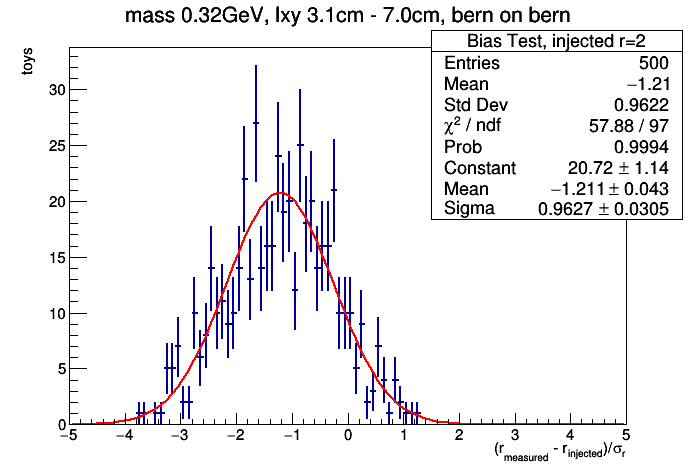 mass 0.32GeV, lxy 3.1cm - 7.0cm, bern on bern
Bias Test, injected r=2
Entries 500
Mean −1.21
Std Dev 0.9622
χ² / ndf 57.88 / 97
Prob 0.9994
Constant 20.72 ± 1.14
Mean −1.211 ± 0.043
Sigma 0.9627 ± 0.0305
toys
30
25
20
15
10
5
0
−5 −4 −3 −2 −1 0 1 2 3 4 5
(r_measured - r_injected)/σ_r